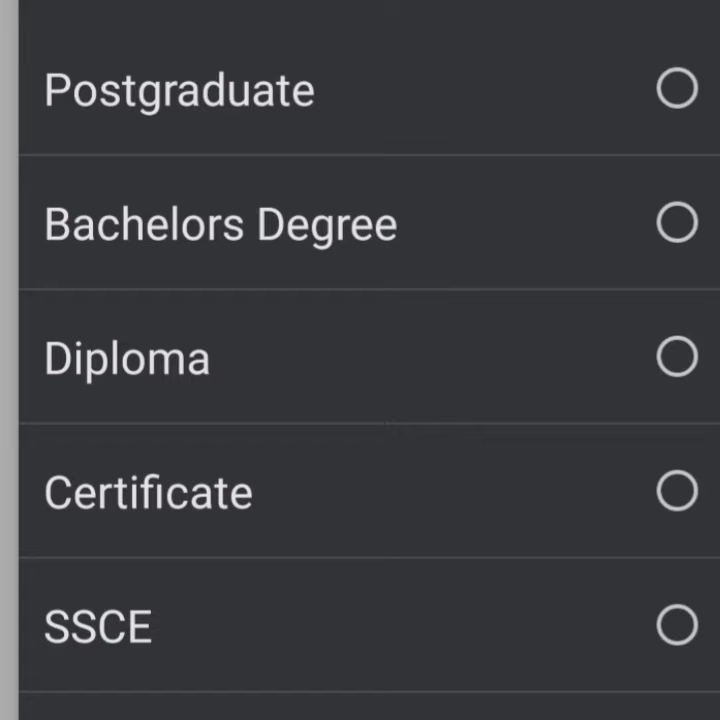 Postgraduate
Bachelors Degree
Diploma
Certificate
SSCE